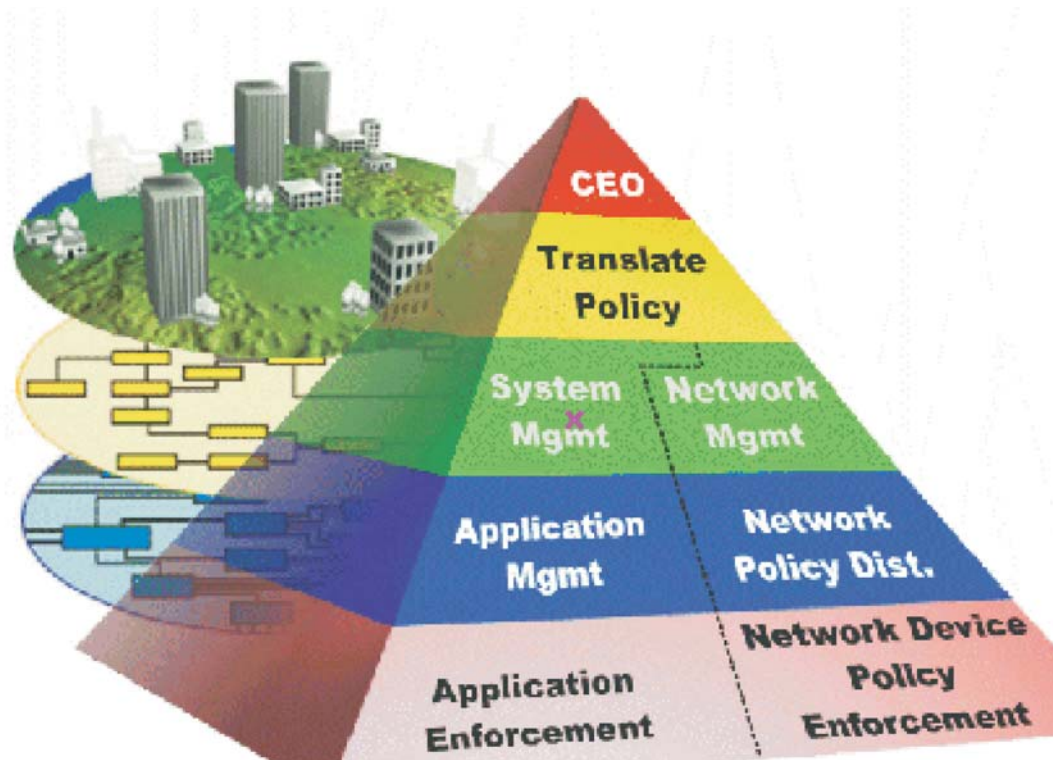 CEO
Translate
Policy
System
Mgmt
Network
Mgmt
x
Application
Mgmt
Network
Policy Dist.
Application
Enforcement
Network Device
Policy
Enforcement